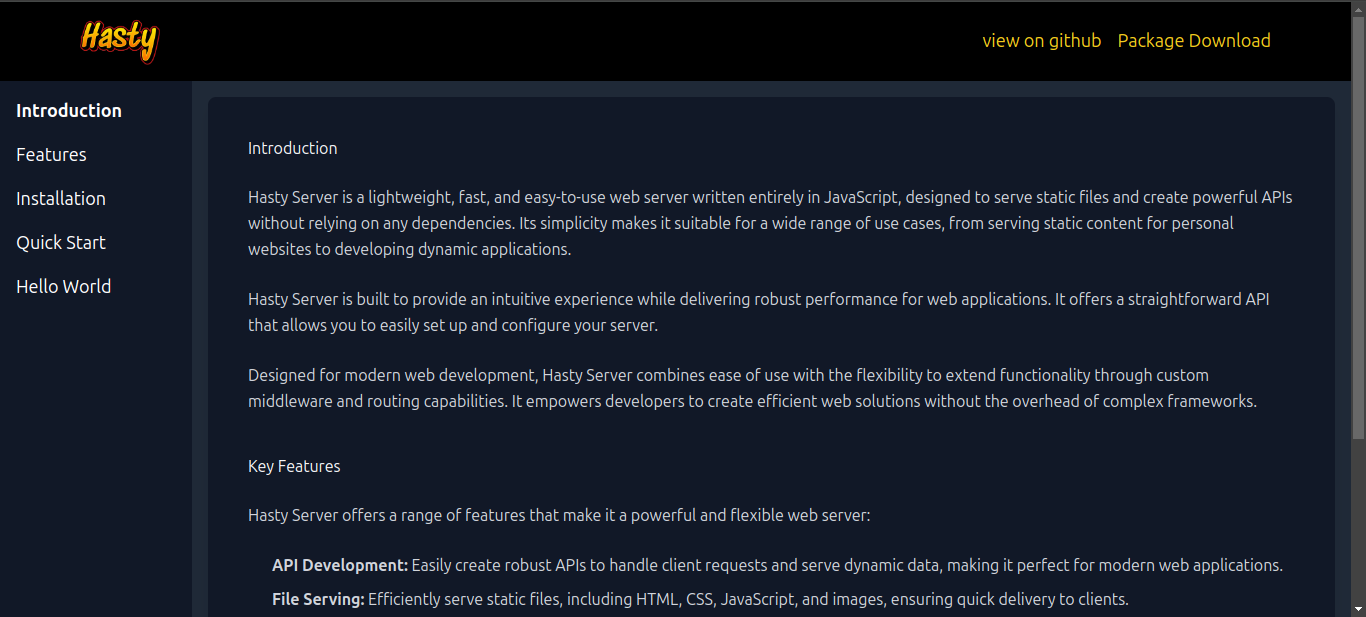 Hasty
view on github Package Download
Introduction
Features
Installation
Quick Start
Hello World
Introduction
Hasty Server is a lightweight, fast, and easy-to-use web server written entirely in JavaScript, designed to serve static files and create powerful APIs
without relying on any dependencies. Its simplicity makes it suitable for a wide range of use cases, from serving static content for personal
websites to developing dynamic applications.
Hasty Server is built to provide an intuitive experience while delivering robust performance for web applications. It offers a straightforward API
that allows you to easily set up and configure your server.
Designed for modern web development, Hasty Server combines ease of use with the flexibility to extend functionality through custom
middleware and routing capabilities. It empowers developers to create efficient web solutions without the overhead of complex frameworks.
Key Features
Hasty Server offers a range of features that make it a powerful and flexible web server:
API Development: Easily create robust APIs to handle client requests and serve dynamic data, making it perfect for modern web applications.
File Serving: Efficiently serve static files, including HTML, CSS, JavaScript, and images, ensuring quick delivery to clients.